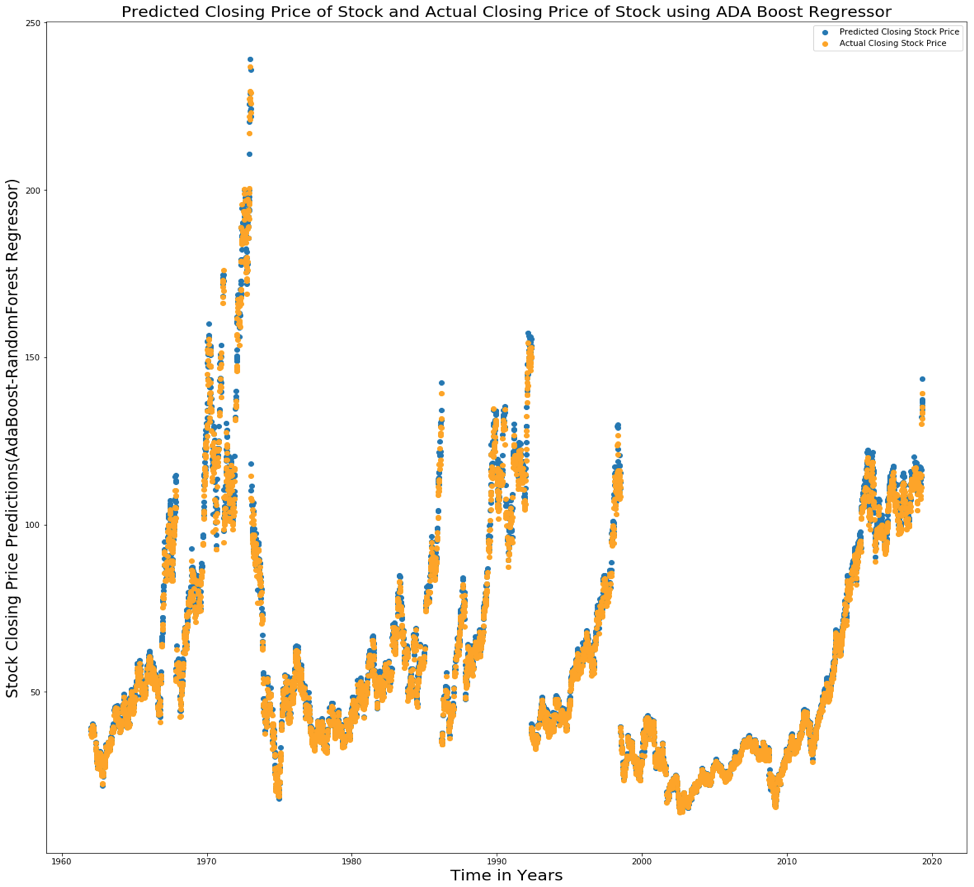 Predicted Closing Price of Stock and Actual Closing Price of Stock using ADA Boost Regressor
Predicted Closing Stock Price
Actual Closing Stock Price
Stock Closing Price Predictions(AdaBoost-RandomForest Regressor)
250
200
150
100
50
1960
1970
1980
1990
2000
2010
2020
Time in Years